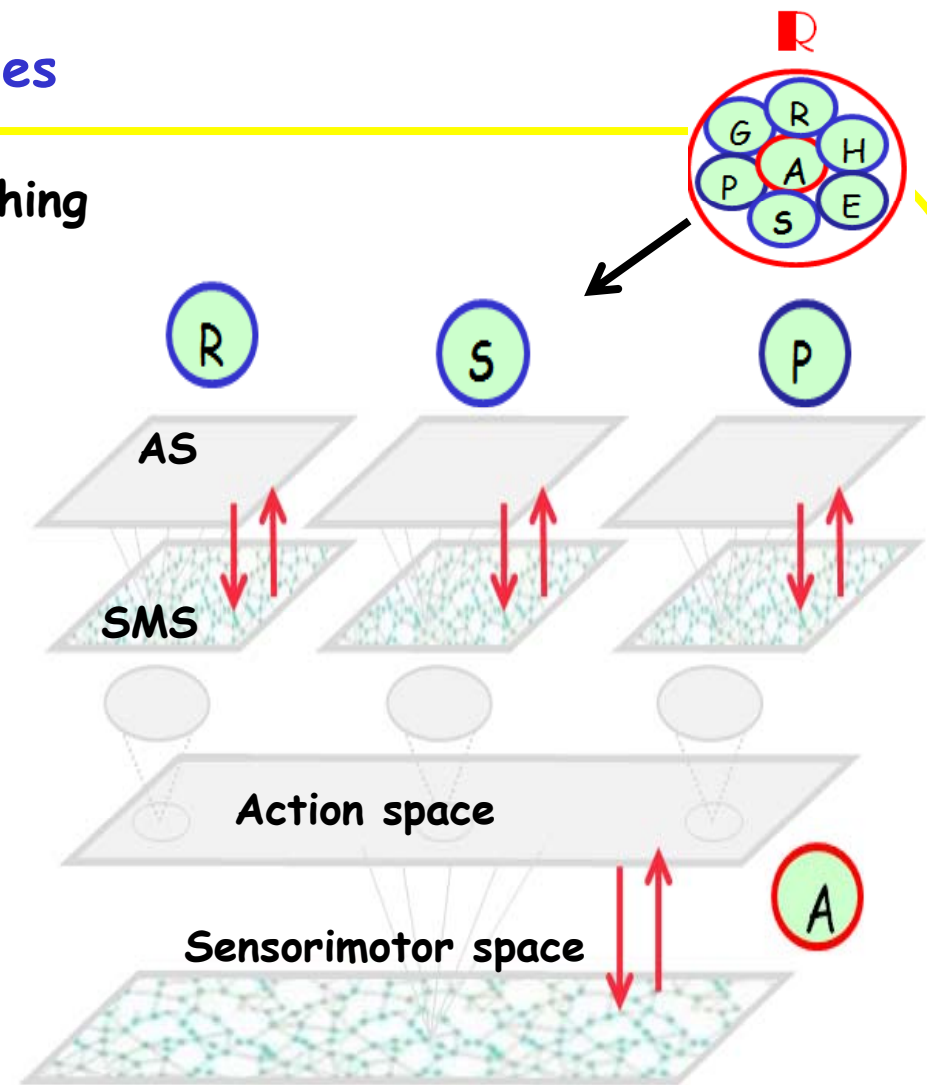 R
es
G R H
P A E
S
hing
R S P
AS
SMS
Action space
A
Sensorimotor space